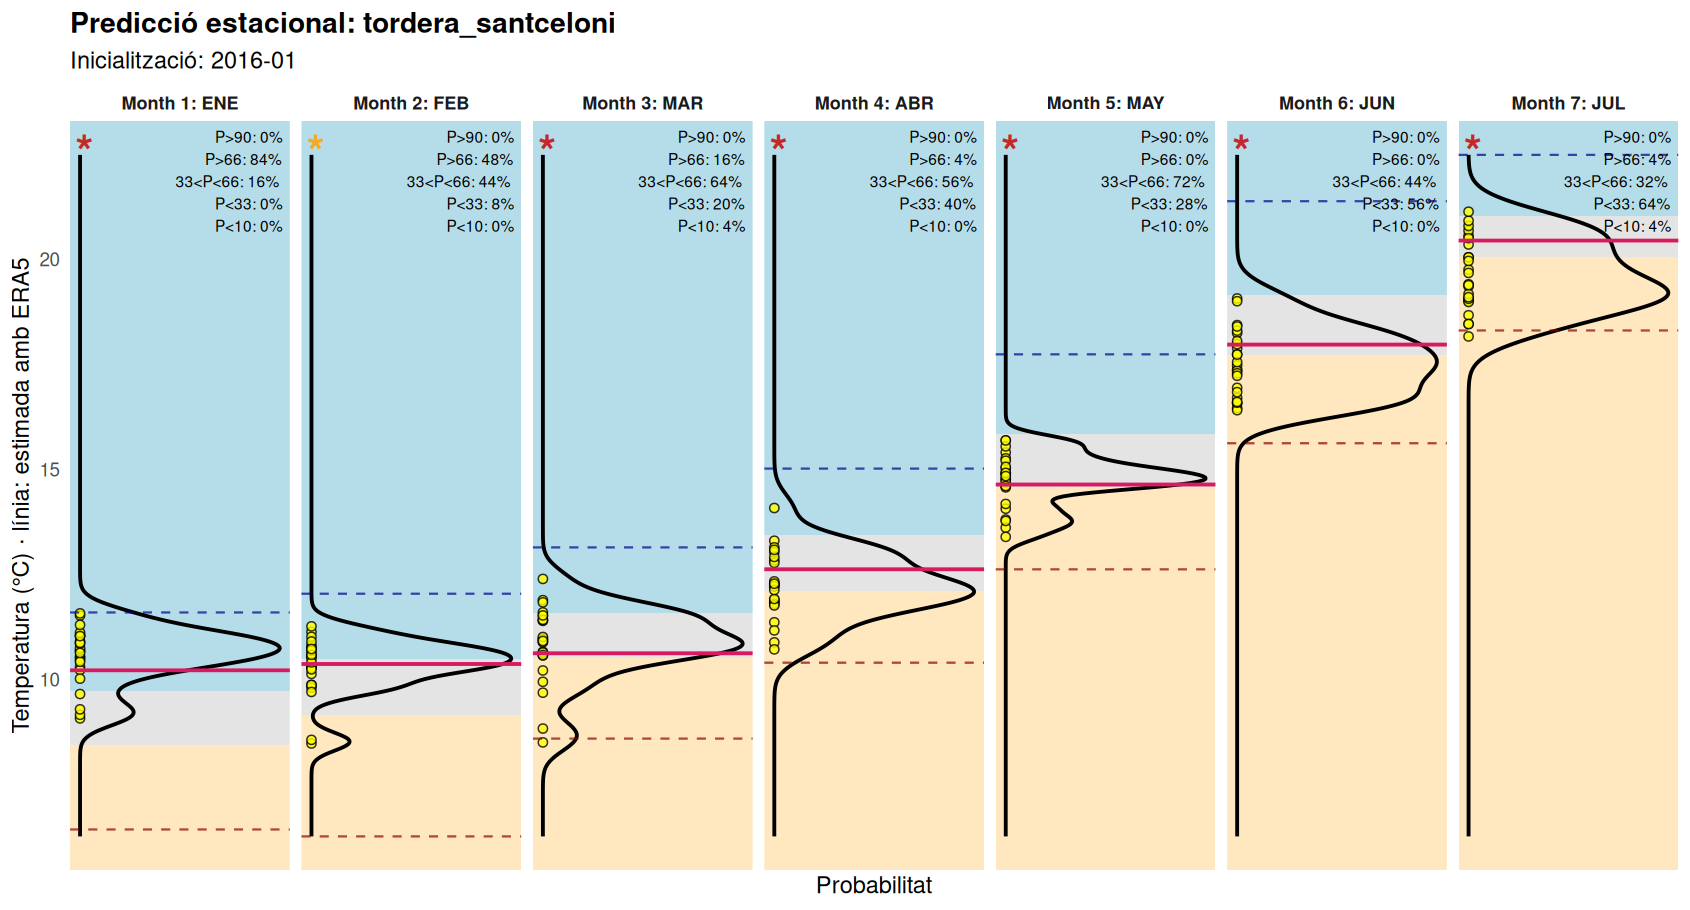 Predicció estacional: tordera_santceloni
Inicialització: 2016-01
Month 1: ENE
Month 2: FEB
Month 3: MAR
Month 4: ABR
Month 5: MAY
Month 6: JUN
Month 7: JUL
*
P>90: 0%
P>66: 84%
33<P<66: 16%
P<33: 0%
P<10: 0%
*
P>90: 0%
P>66: 48%
33<P<66: 44%
P<33: 8%
P<10: 0%
*
P>90: 0%
P>66: 16%
33<P<66: 64%
P<33: 20%
P<10: 4%
*
P>90: 0%
P>66: 4%
33<P<66: 56%
P<33: 40%
P<10: 0%
*
P>90: 0%
P>66: 0%
33<P<66: 72%
P<33: 28%
P<10: 0%
*
P>90: 0%
P>66: 0%
33<P<66: 44%
P<33: 56%
P<10: 0%
*
P>90: 0%
P>66: 4%
33<P<66: 32%
P<33: 64%
P<10: 4%
20
15
10
Temperatura (°C) · línia: estimada amb ERA5
Probabilitat